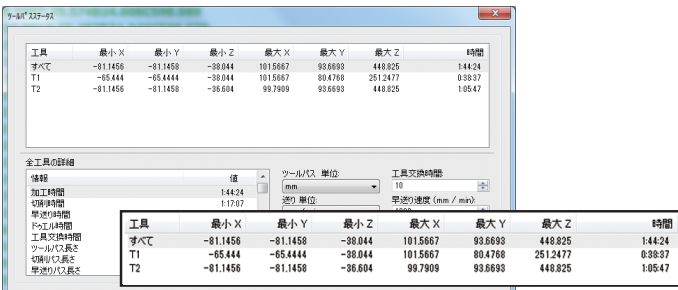 ツールパスステータス
工具 最小 X 最小 Y 最小 Z 最大 X 最大 Y 最大 Z 時間
すべて -81.1456 -81.1458 -38.044 101.5667 93.6693 448.825 1:44:24
T1 -65.444 -65.4444 -38.044 101.5667 80.4768 251.2477 0:38:37
T2 -81.1456 -81.1458 -36.604 99.7909 93.6693 448.825 1:05:47
全工具の詳細
情報 値
加工時間 1:44:24
切削時間 1:17:07
早送り時間
ドゥエル時間
工具交換時間
ツールパス長さ
切削パス長さ
早送りパス長さ
ツールパス 単位:
mm
送り 単位:
工具交換時間:
10
早送り速度 (mm / min):
工具 最小 X 最小 Y 最小 Z 最大 X 最大 Y 最大 Z 時間
すべて -81.1456 -81.1458 -38.044 101.5667 93.6693 448.825 1:44:24
T1 -65.444 -65.4444 -38.044 101.5667 80.4768 251.2477 0:38:37
T2 -81.1456 -81.1458 -36.604 99.7909 93.6693 448.825 1:05:47